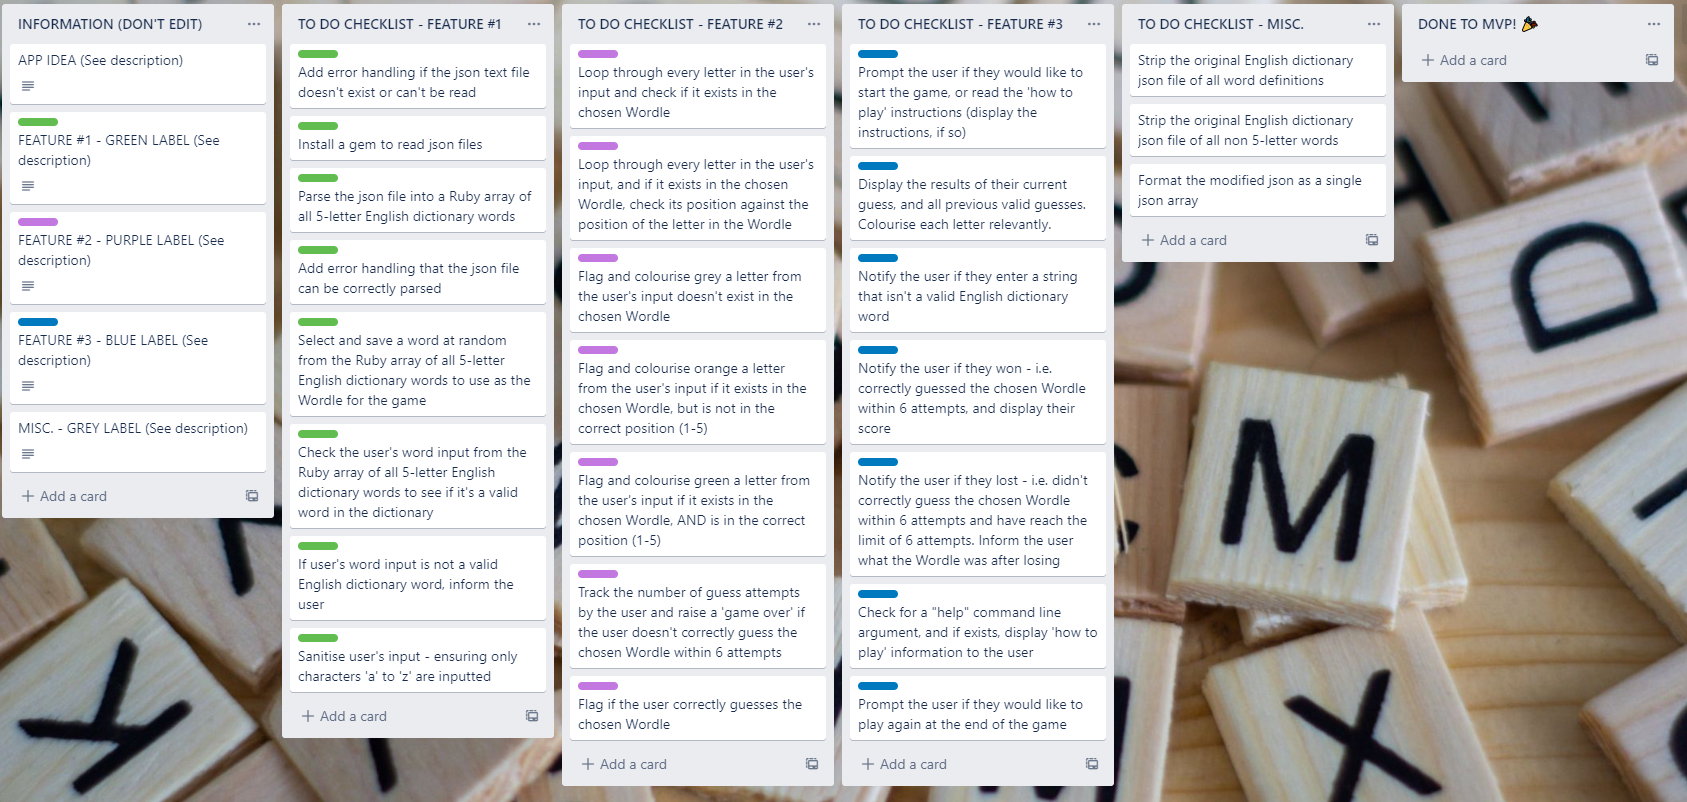 INFORMATION (DON'T EDIT)
APP IDEA (See description)
FEATURE #1 - GREEN LABEL (See
description)
FEATURE #2 - PURPLE LABEL (See
description)
FEATURE #3 - BLUE LABEL (See
description)
MISC. - GREY LABEL (See description)
+ Add a card
TO DO CHECKLIST - FEATURE #1
Add error handling if the json text file
doesn't exist or can't be read
Install a gem to read json files
Parse the json file into a Ruby array of
all 5-letter English dictionary words
Add error handling that the json file
can be correctly parsed
Select and save a word at random
from the Ruby array of all 5-letter
English dictionary words to use as the
Wordle for the game
Check the user's word input from the
Ruby array of all 5-letter English
dictionary words to see if it's a valid
word in the dictionary
If user's word input is not a valid
English dictionary word, inform the
user
Sanitise user's input - ensuring only
characters 'a' to 'z' are inputted
+ Add a card
TO DO CHECKLIST - FEATURE #2
Loop through every letter in the user's
input and check if it exists in the
chosen Wordle
Loop through every letter in the user's
input, and if it exists in the chosen
Wordle, check its position against the
position of the letter in the Wordle
Flag and colourise grey a letter from
the user's input doesn't exist in the
chosen Wordle
Flag and colourise orange a letter
from the user's input if it exists in the
chosen Wordle, but is not in the
correct position (1-5)
Flag and colourise green a letter from
the user's input if it exists in the
chosen Wordle, AND is in the correct
position (1-5)
Track the number of guess attempts
by the user and raise a 'game over' if
the user doesn't correctly guess the
chosen Wordle within 6 attempts
Flag if the user correctly guesses the
chosen Wordle
+ Add a card
TO DO CHECKLIST - FEATURE #3
Prompt the user if they would like to
start the game, or read the 'how to
play' instructions (display the
instructions, if so)
Display the results of their current
guess, and all previous valid guesses.
Colourise each letter relevantly.
Notify the user if they enter a string
that isn't a valid English dictionary
word
Notify the user if they won - i.e.
correctly guessed the chosen Wordle
within 6 attempts, and display their
score
Notify the user if they lost - i.e. didn't
correctly guess the chosen Wordle
within 6 attempts and have reach the
limit of 6 attempts. Inform the user
what the Wordle was after losing
Check for a "help" command line
argument, and if exists, display 'how to
play' information to the user
Prompt the user if they would like to
play again at the end of the game
+ Add a card
TO DO CHECKLIST - MISC.
Strip the original English dictionary
json file of all word definitions
Strip the original English dictionary
json file of all non 5-letter words
Format the modified json as a single
json array
+ Add a card
DONE TO MVP! 🎉
+ Add a card
D
M
K
X